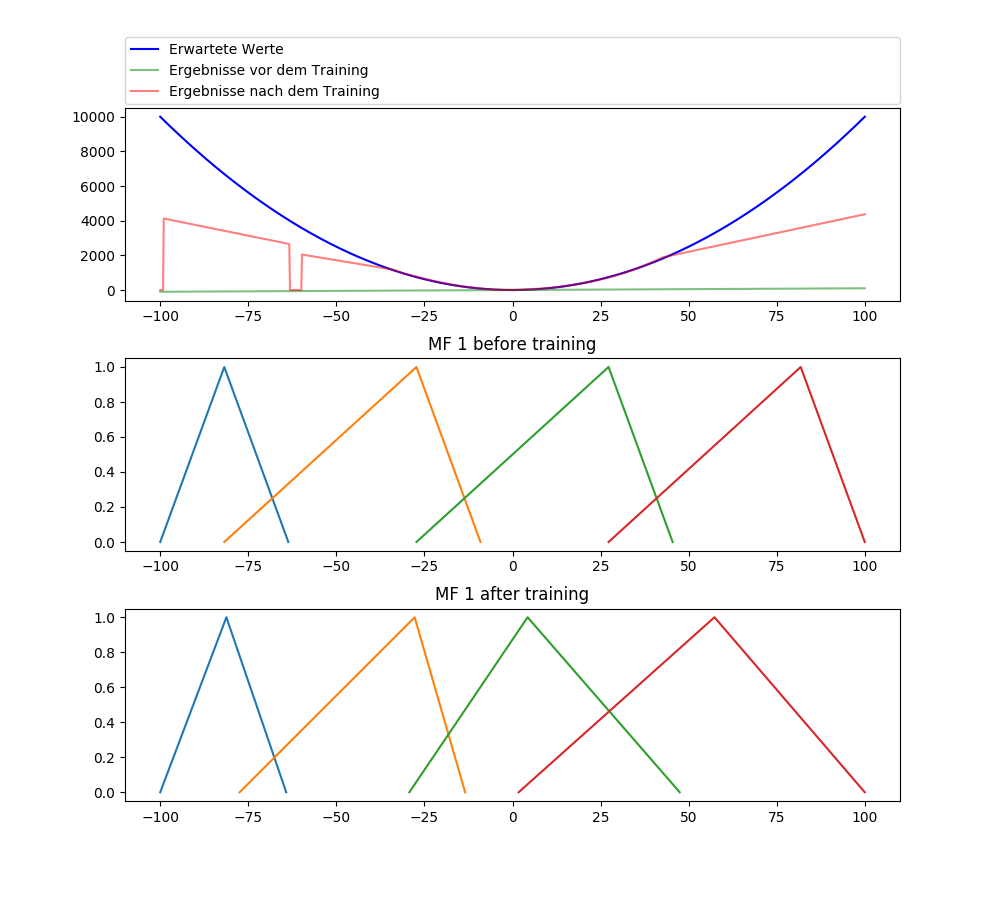 Erwartete Werte
Ergebnisse vor dem Training
Ergebnisse nach dem Training
10000
8000
6000
4000
2000
0
−100 −75 −50 −25 0 25 50 75 100
MF 1 before training
1.0
0.8
0.6
0.4
0.2
0.0
−100 −75 −50 −25 0 25 50 75 100
MF 1 after training
1.0
0.8
0.6
0.4
0.2
0.0
−100 −75 −50 −25 0 25 50 75 100